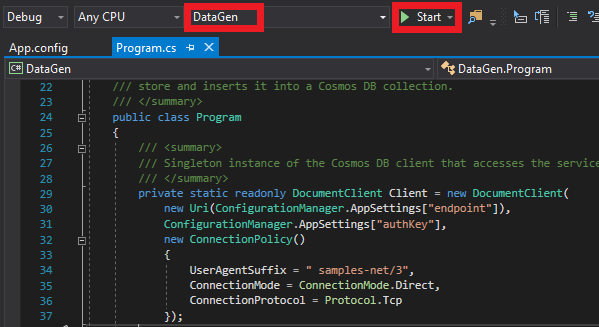 Debug Any CPU DataGen Start
App.config Program.cs
C# DataGen DataGen.Program
22 /// store and inserts it into a Cosmos DB collection.
23 /// </summary>
24 public class Program
25 {
26 /// <summary>
27 /// Singleton instance of the Cosmos DB client that accesses the service
28 /// </summary>
29 private static readonly DocumentClient Client = new DocumentClient(
30 new Uri(ConfigurationManager.AppSettings["endpoint"]),
31 ConfigurationManager.AppSettings["authKey"],
32 new ConnectionPolicy()
33 {
34 UserAgentSuffix = " samples-net/3",
35 ConnectionMode = ConnectionMode.Direct,
36 ConnectionProtocol = Protocol.Tcp
37 });